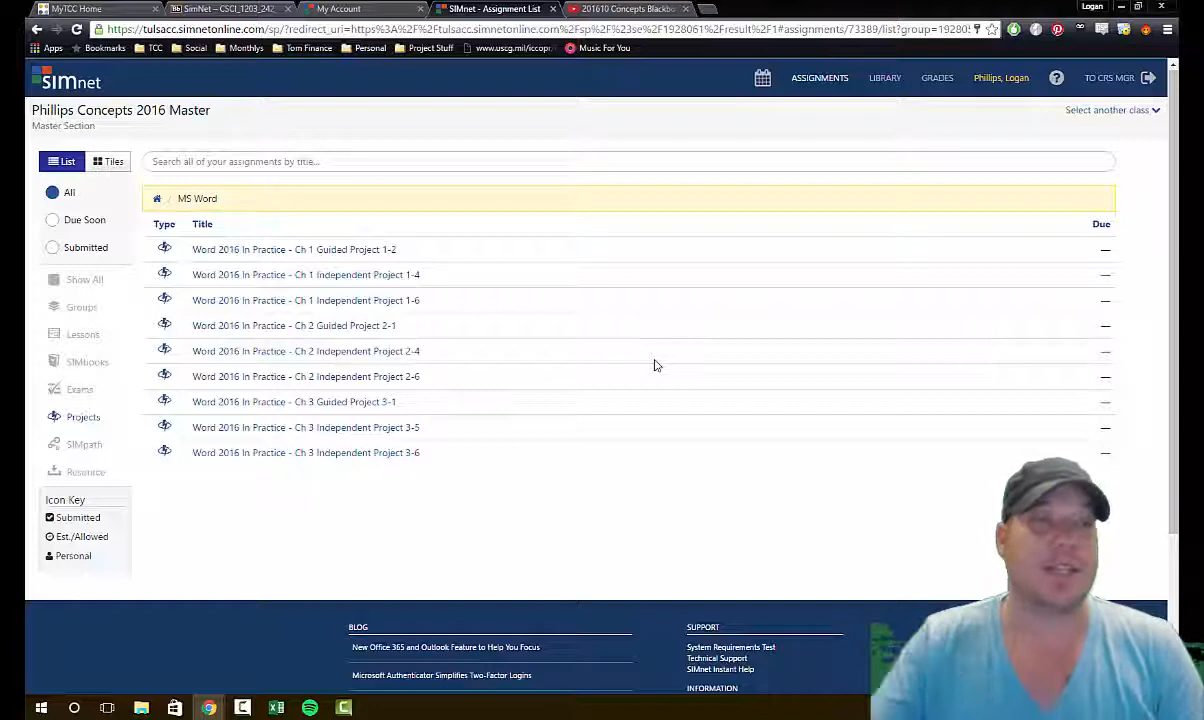 MyTCC Home
SimNet – CSCI_1203_242_
My Account
SIMnet - Assignment List
201610 Concepts Blackbo
Logan
https://tulsacc.simnetonline.com/sp/?redirect_uri=https%3A%2F%2Ftulsacc.simnetonline.com%2Fsp%2F%23se%2F1928061%2Fresult%2F1#assignments/73389/list?group=192805
Apps
Bookmarks
TCC
Social
Monthlys
Tom Finance
Personal
Project Stuff
www.uscg.mil/iccopr
Music For You
simnet
ASSIGNMENTS
LIBRARY
GRADES
Phillips, Logan
?
TO CRS MGR
Phillips Concepts 2016 Master
Select another class
Master Section
List
Tiles
Search all of your assignments by title...
All
Due Soon
Submitted
Show All
Groups
Lessons
SIMbooks
Exams
Projects
SIMpath
Resource
Icon Key
Submitted
Est./Allowed
Personal
/ MS Word
Type
Title
Due
Word 2016 In Practice - Ch 1 Guided Project 1-2
—
Word 2016 In Practice - Ch 1 Independent Project 1-4
—
Word 2016 In Practice - Ch 1 Independent Project 1-6
—
Word 2016 In Practice - Ch 2 Guided Project 2-1
—
Word 2016 In Practice - Ch 2 Independent Project 2-4
—
Word 2016 In Practice - Ch 2 Independent Project 2-6
—
Word 2016 In Practice - Ch 3 Guided Project 3-1
—
Word 2016 In Practice - Ch 3 Independent Project 3-5
—
Word 2016 In Practice - Ch 3 Independent Project 3-6
—
BLOG
New Office 365 and Outlook Feature to Help You Focus
Microsoft Authenticator Simplifies Two-Factor Logins
SUPPORT
System Requirements Test
Technical Support
SIMnet Instant Help
INFORMATION